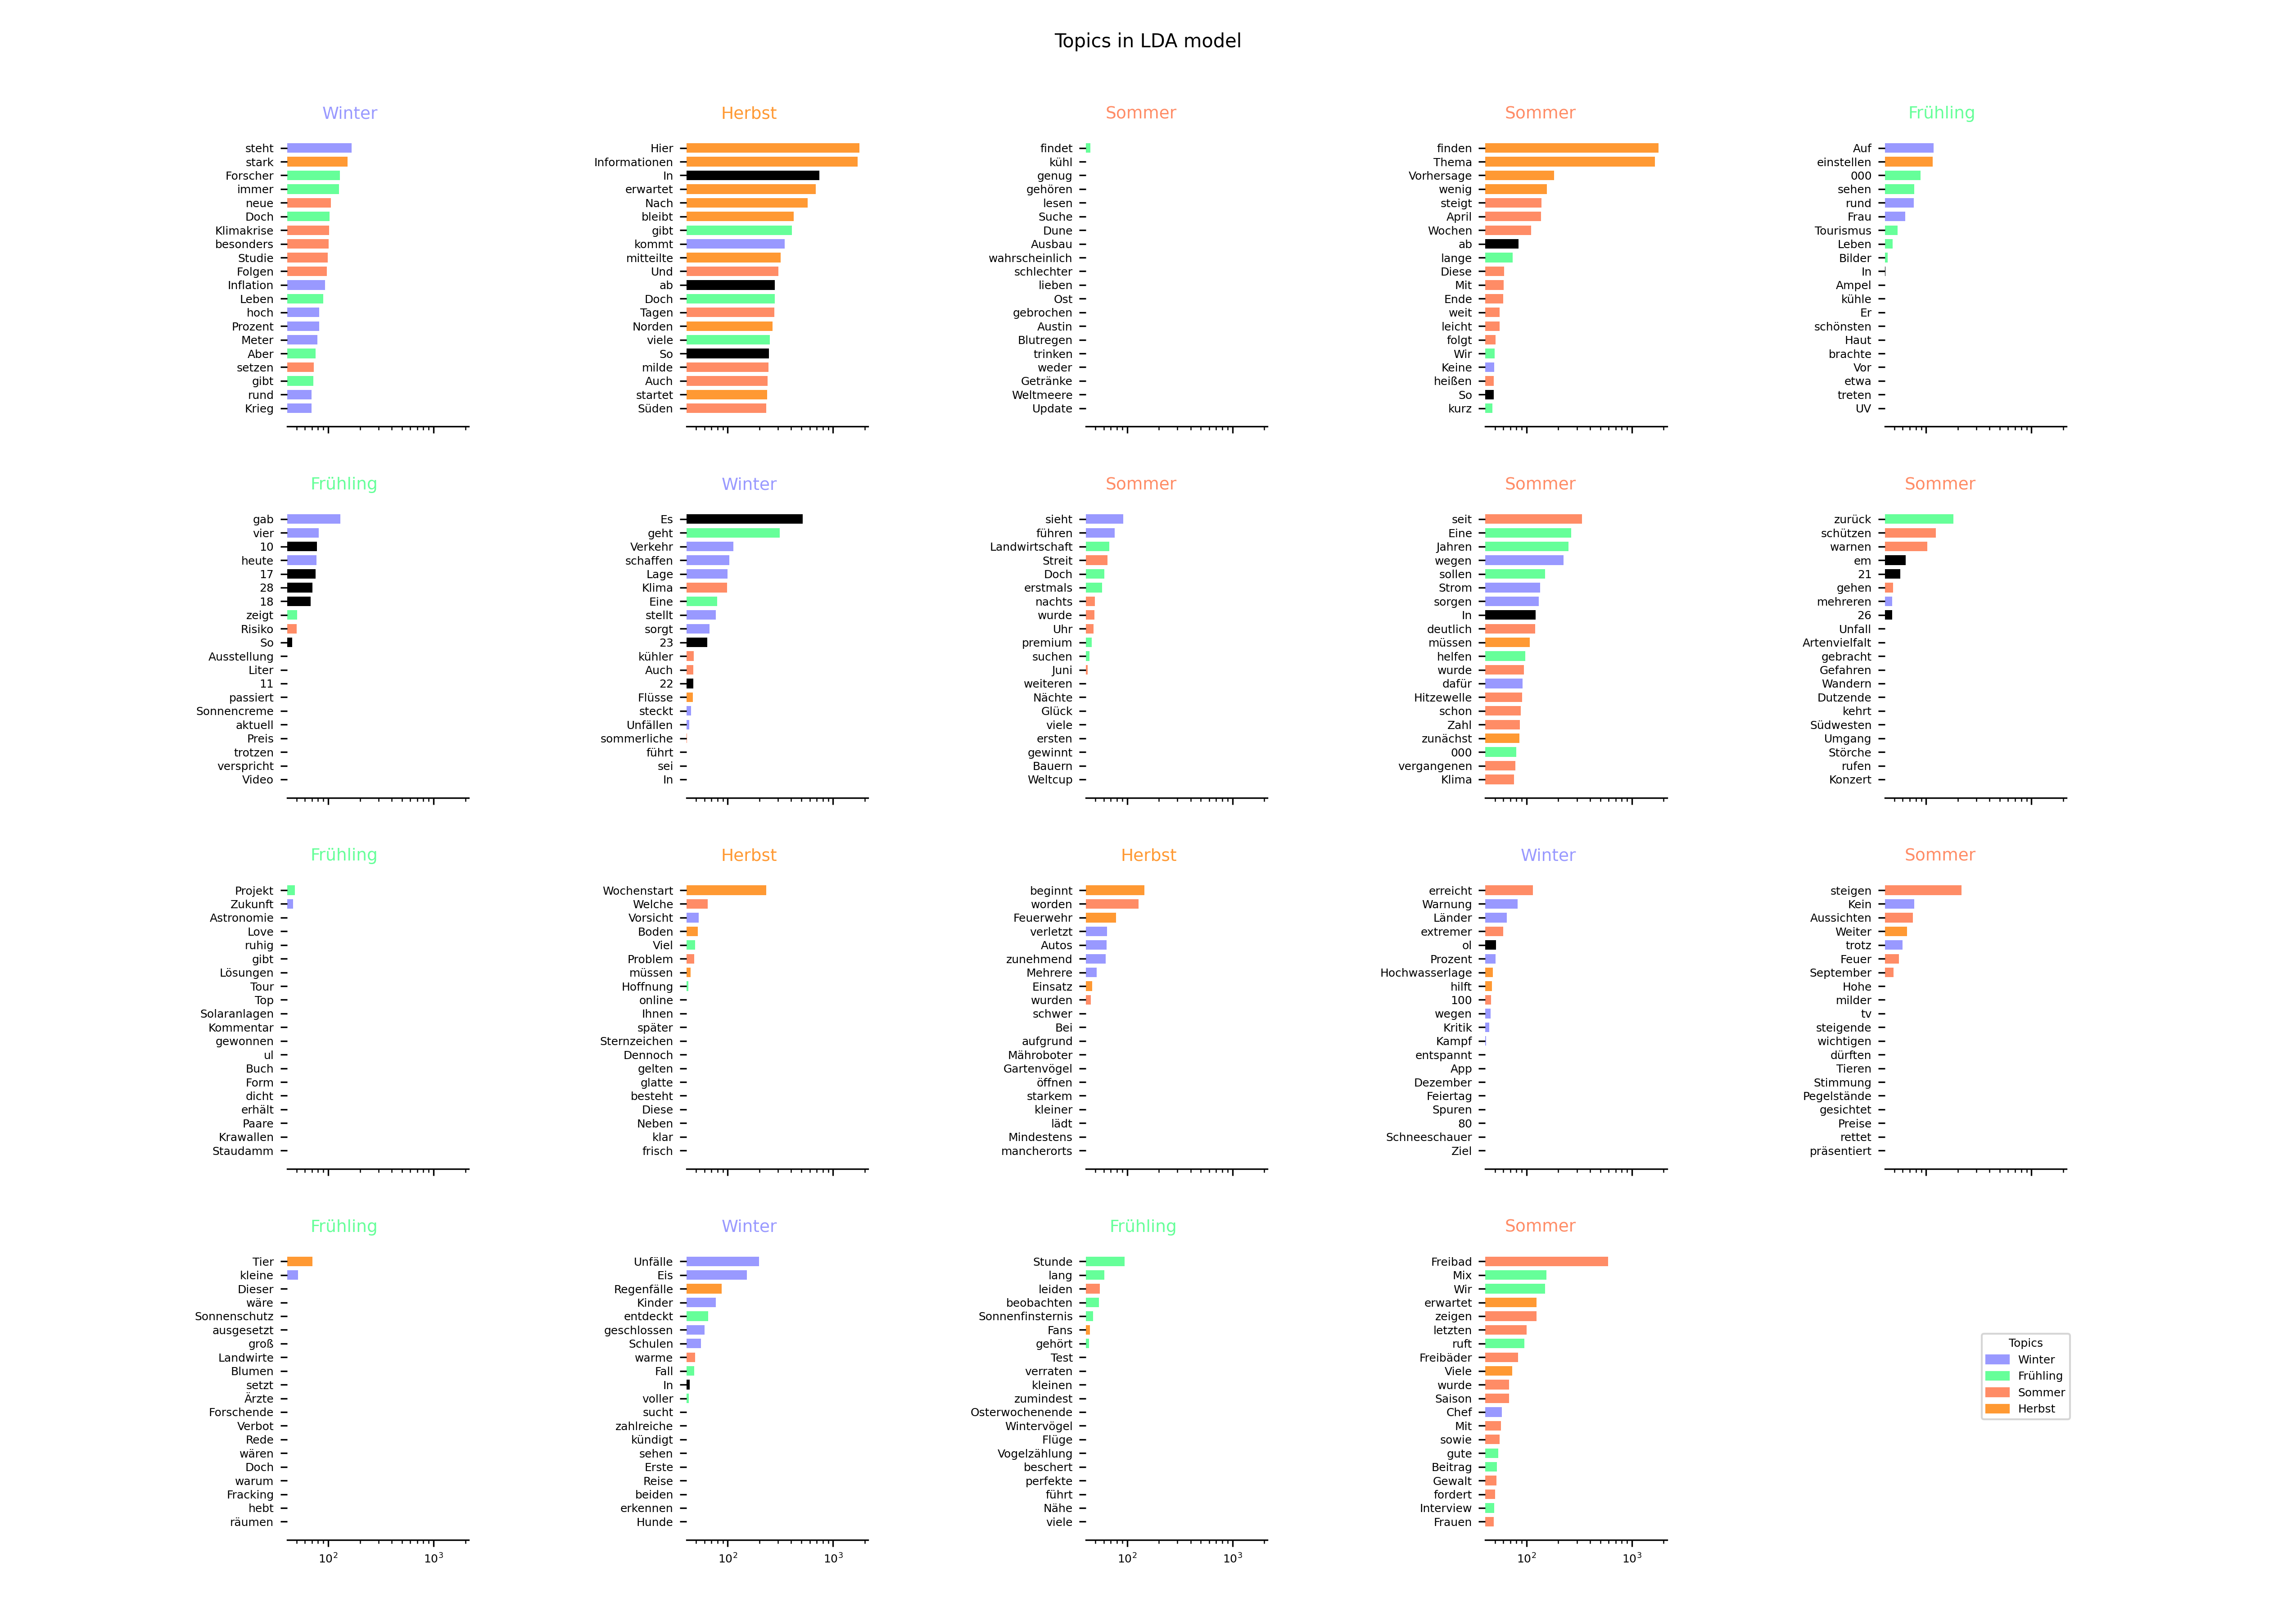 Topics in LDA model
Winter
steht
stark
Forscher
immer
neue
Doch
Klimakrise
besonders
Studie
Folgen
Inflation
Leben
hoch
Prozent
Meter
Aber
setzen
gibt
rund
Krieg
Herbst
Hier
Informationen
In
erwartet
Nach
bleibt
gibt
kommt
mitteilte
Und
ab
Doch
Tagen
Norden
viele
So
milde
Auch
startet
Süden
Sommer
findet
kühl
genug
gehören
lesen
Suche
Dune
Ausbau
wahrscheinlich
schlechter
lieben
Ost
gebrochen
Austin
Blutregen
trinken
weder
Getränke
Weltmeere
Update
Sommer
finden
Thema
Vorhersage
wenig
steigt
April
Wochen
ab
lange
Diese
Mit
Ende
weit
leicht
folgt
Wir
Keine
heißen
So
kurz
Frühling
Auf
einstellen
000
sehen
rund
Frau
Tourismus
Leben
Bilder
In
Ampel
kühle
Er
schönsten
Haut
brachte
Vor
etwa
treten
UV
Frühling
gab
vier
10
heute
17
28
18
zeigt
Risiko
So
Ausstellung
Liter
11
passiert
Sonnencreme
aktuell
Preis
trotzen
verspricht
Video
Winter
Es
geht
Verkehr
schaffen
Lage
Klima
Eine
stellt
sorgt
23
kühler
Auch
22
Flüsse
steckt
Unfällen
sommerliche
führt
sei
In
Sommer
sieht
führen
Landwirtschaft
Streit
Doch
erstmals
nachts
wurde
Uhr
premium
suchen
Juni
weiteren
Nächte
Glück
viele
ersten
gewinnt
Bauern
Weltcup
Sommer
seit
Eine
Jahren
wegen
sollen
Strom
sorgen
In
deutlich
müssen
helfen
wurde
dafür
Hitzewelle
schon
Zahl
zunächst
000
vergangenen
Klima
Sommer
zurück
schützen
warnen
em
21
gehen
mehreren
26
Unfall
Artenvielfalt
gebracht
Gefahren
Wandern
Dutzende
kehrt
Südwesten
Umgang
Störche
rufen
Konzert
Frühling
Projekt
Zukunft
Astronomie
Love
ruhig
gibt
Lösungen
Tour
Top
Solaranlagen
Kommentar
gewonnen
ul
Buch
Form
dicht
erhält
Paare
Krawallen
Staudamm
Herbst
Wochenstart
Welche
Vorsicht
Boden
Viel
Problem
müssen
Hoffnung
online
Ihnen
später
Sternzeichen
Dennoch
gelten
glatte
besteht
Diese
Neben
klar
frisch
Herbst
beginnt
worden
Feuerwehr
verletzt
Autos
zunehmend
Mehrere
Einsatz
wurden
schwer
Bei
aufgrund
Mähroboter
Gartenvögel
öffnen
starkem
kleiner
lädt
Mindestens
mancherorts
Winter
erreicht
Warnung
Länder
extremer
ol
Prozent
Hochwasserlage
hilft
100
wegen
Kritik
Kampf
entspannt
App
Dezember
Feiertag
Spuren
80
Schneeschauer
Ziel
Sommer
steigen
Kein
Aussichten
Weiter
trotz
Feuer
September
Hohe
milder
tv
steigende
wichtigen
dürften
Tieren
Stimmung
Pegelstände
gesichtet
Preise
rettet
präsentiert
Frühling
Tier
kleine
Dieser
wäre
Sonnenschutz
ausgesetzt
groß
Landwirte
Blumen
setzt
Ärzte
Forschende
Verbot
Rede
wären
Doch
warum
Fracking
hebt
räumen
10² 10³
Winter
Unfälle
Eis
Regenfälle
Kinder
entdeckt
geschlossen
Schulen
warme
Fall
In
voller
sucht
zahlreiche
kündigt
sehen
Erste
Reise
beiden
erkennen
Hunde
10² 10³
Frühling
Stunde
lang
leiden
beobachten
Sonnenfinsternis
Fans
gehört
Test
verraten
kleinen
zumindest
Osterwochenende
Wintervögel
Flüge
Vogelzählung
beschert
perfekte
führt
Nähe
viele
10² 10³
Sommer
Freibad
Mix
Wir
erwartet
zeigen
letzten
ruft
Freibäder
Viele
wurde
Saison
Chef
Mit
sowie
gute
Beitrag
Gewalt
fordert
Interview
Frauen
10² 10³
Topics
Winter
Frühling
Sommer
Herbst